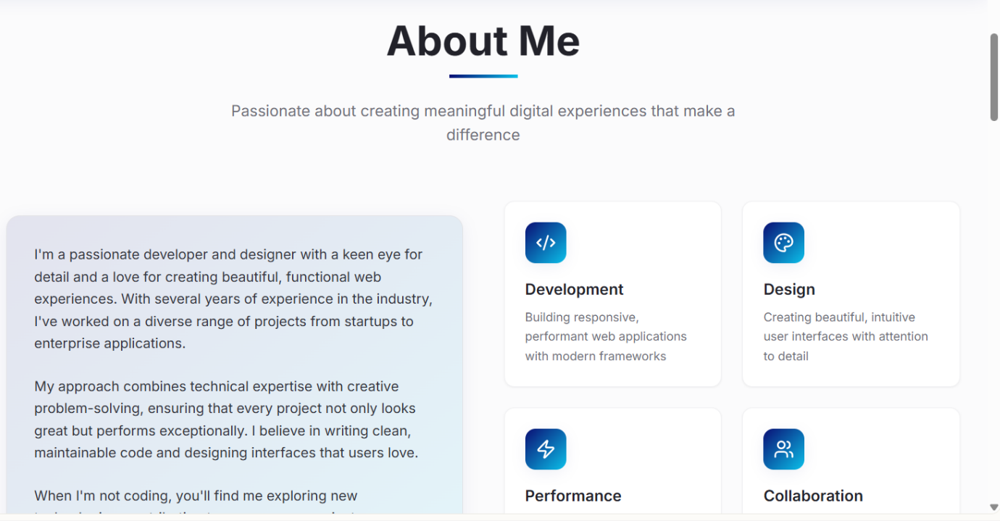 About Me
Passionate about creating meaningful digital experiences that make a
difference
I'm a passionate developer and designer with a keen eye for
detail and a love for creating beautiful, functional web
experiences. With several years of experience in the industry,
I've worked on a diverse range of projects from startups to
enterprise applications.
My approach combines technical expertise with creative
problem-solving, ensuring that every project not only looks
great but performs exceptionally. I believe in writing clean,
maintainable code and designing interfaces that users love.
When I'm not coding, you'll find me exploring new
Development
Building responsive,
performant web applications
with modern frameworks
Design
Creating beautiful, intuitive
user interfaces with attention
to detail
Performance
Collaboration